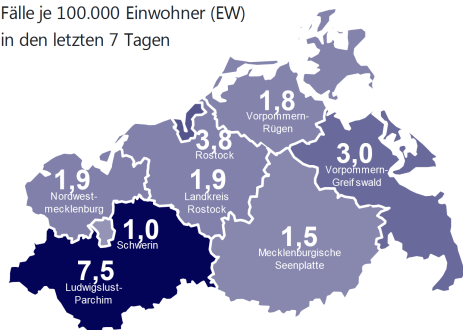 Fälle je 100.000 Einwohner (EW)
in den letzten 7 Tagen
1,8
Vorpommern-
Rügen
3,8
Rostock
3,0
Vorpommern-
Greifswald
1,9
Nordwest-
mecklenburg
1,9
Landkreis
Rostock
1,0
Schwerin
1,5
Mecklenburgische
Seenplatte
7,5
Ludwigslust-
Parchim